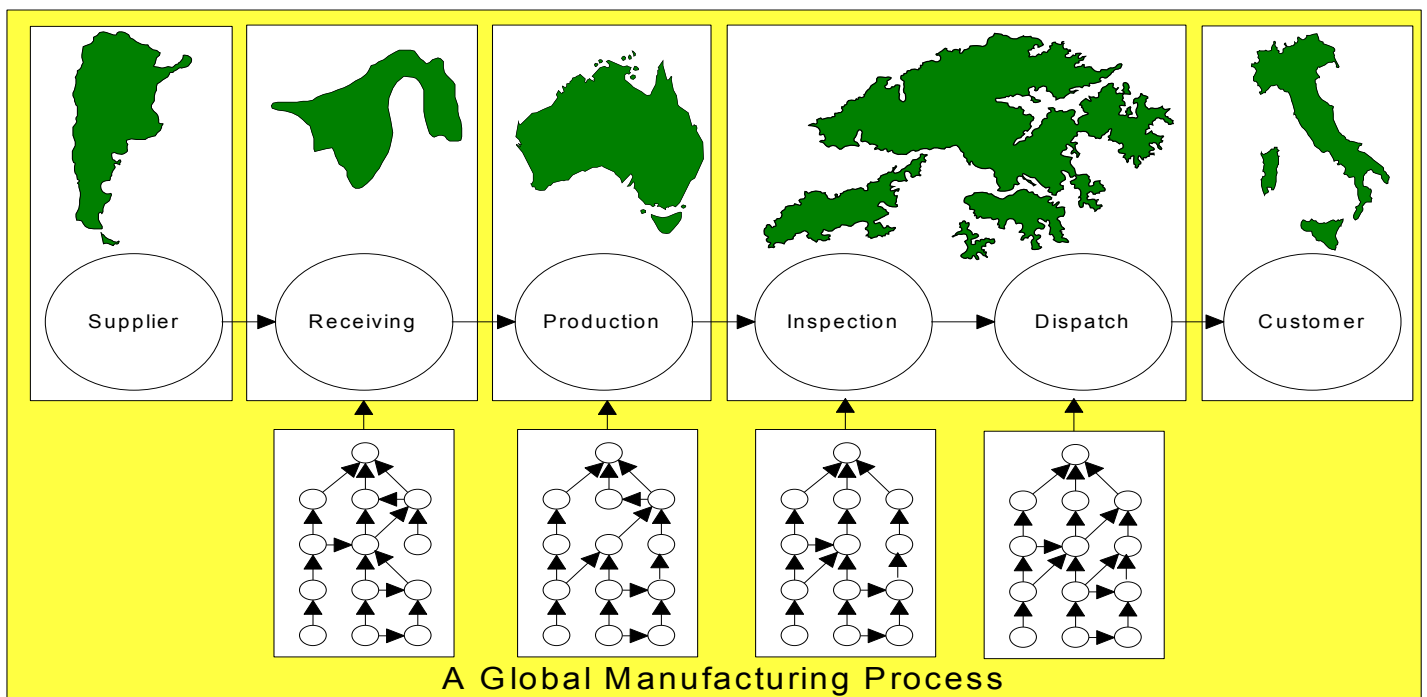 Supplier
Receiving
Production
Inspection
Dispatch
Customer
A Global Manufacturing Process